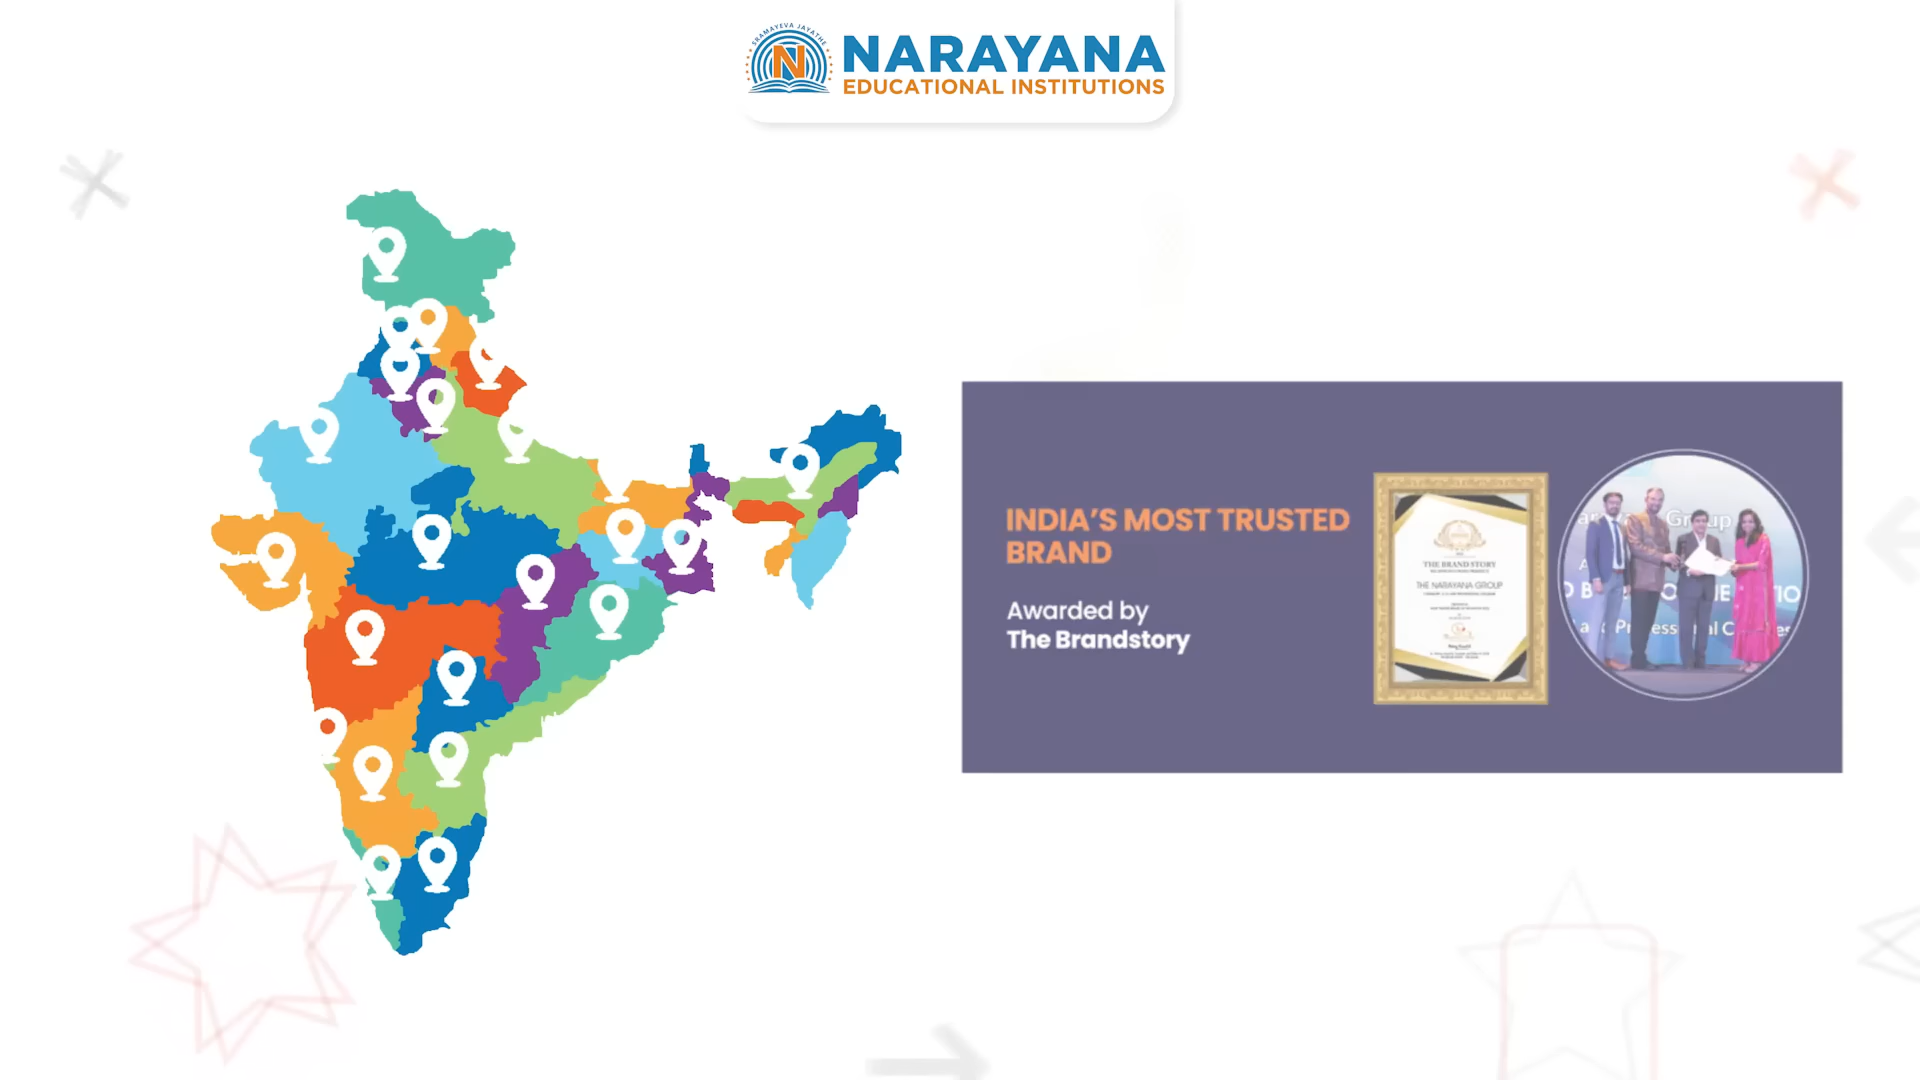 SRAMAYEVA JAYATHE
N
NARAYANA
EDUCATIONAL INSTITUTIONS
INDIA'S MOST TRUSTED
BRAND
Awarded by
The Brandstory
THE BRAND STORY
THE NARAYANA GROUP
Group